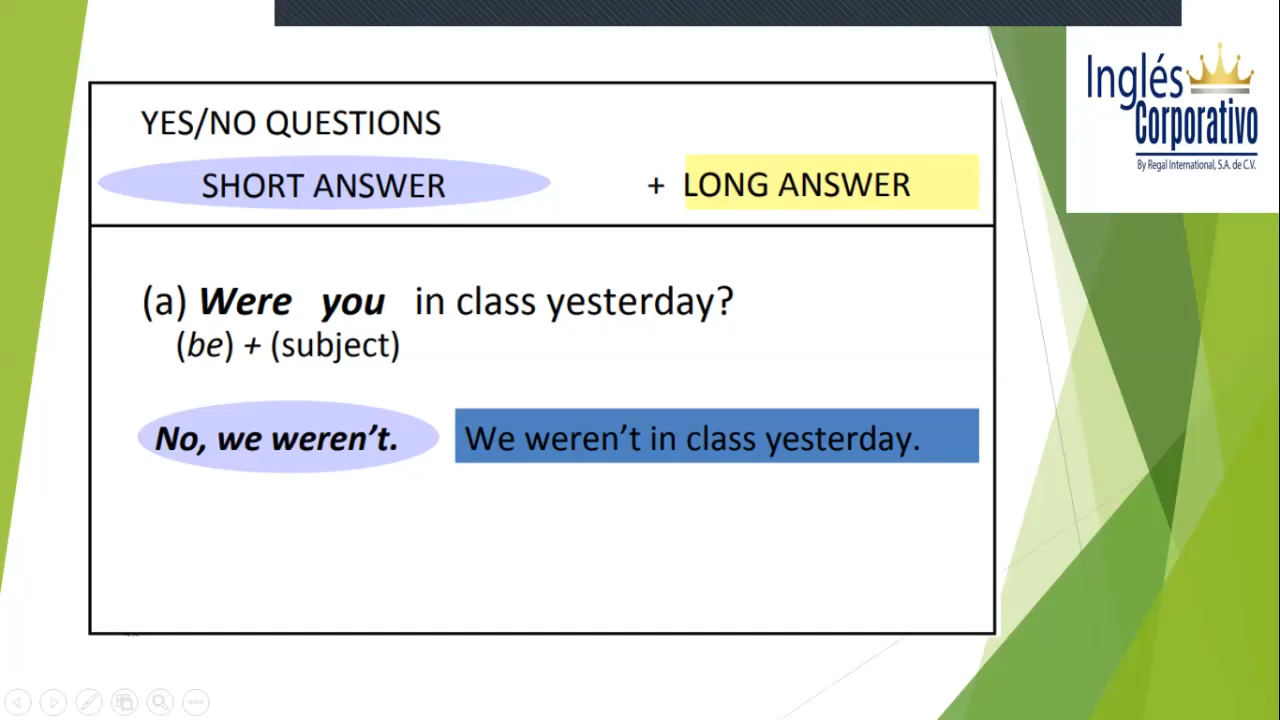 Inglés
Corporativo
By Regal International, S.A. de C.V.
YES/NO QUESTIONS
SHORT ANSWER + LONG ANSWER
(a) Were you in class yesterday?
(be) + (subject)
No, we weren’t. We weren’t in class yesterday.